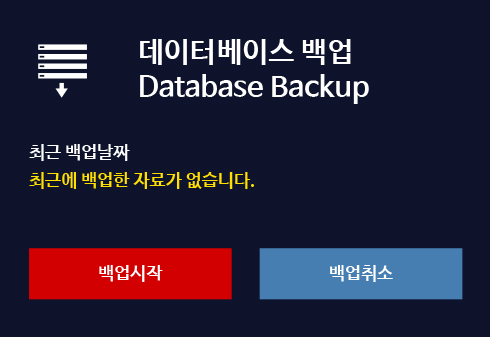 데이터베이스 백업
Database Backup
최근 백업날짜
최근에 백업한 자료가 없습니다.
백업시작
백업취소